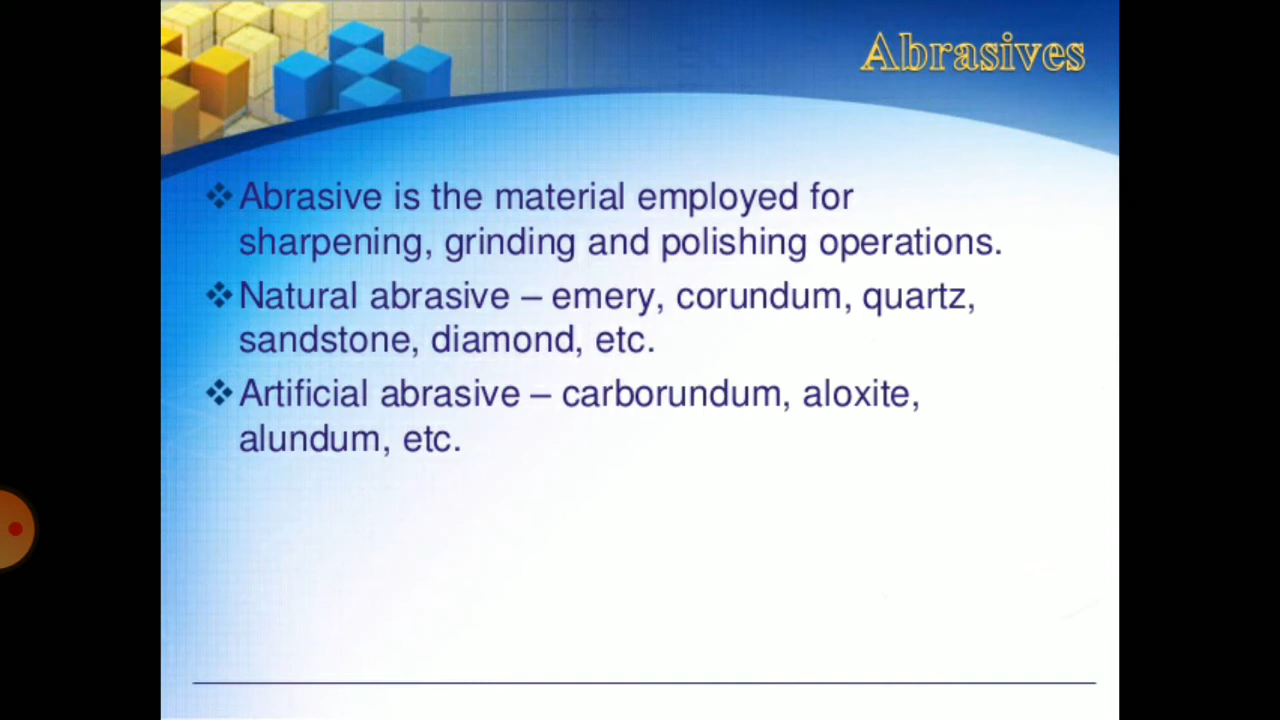 Abrasives
❖ Abrasive is the material employed for
sharpening, grinding and polishing operations.
❖ Natural abrasive – emery, corundum, quartz,
sandstone, diamond, etc.
❖ Artificial abrasive – carborundum, aloxite,
alundum, etc.